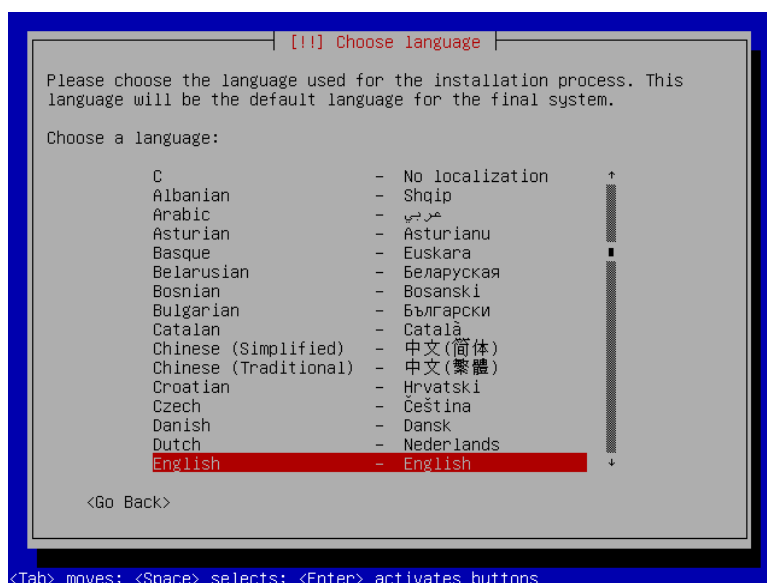 [!!] Choose language
Please choose the language used for the installation process. This
language will be the default language for the final system.
Choose a language:
C - No localization
Albanian - Shqip
Arabic - عربي
Asturian - Asturianu
Basque - Euskara
Belarusian - Беларуская
Bosnian - Bosanski
Bulgarian - Български
Catalan - Català
Chinese (Simplified) - 中文(简体)
Chinese (Traditional) - 中文(繁體)
Croatian - Hrvatski
Czech - Čeština
Danish - Dansk
Dutch - Nederlands
English - English
<Go Back>
<Tab> moves; <Space> selects; <Enter> activates buttons